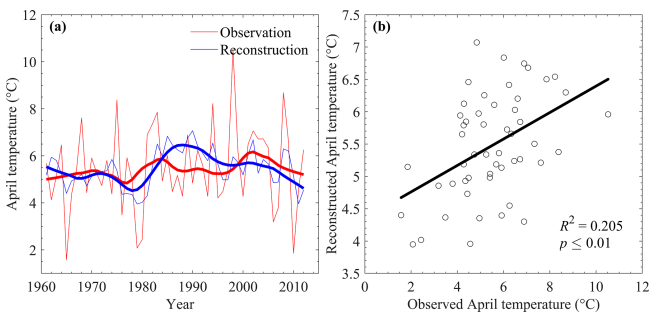 (a)
Observation
Reconstruction
April temperature (°C)
12
10
8
6
4
2
1960
1970
1980
1990
2000
2010
Year
(b)
Reconstructed April temperature (°C)
7.5
7
6.5
6
5.5
5
4.5
4
3.5
R² = 0.205
p ≤ 0.01
0
2
4
6
8
10
12
Observed April temperature (°C)